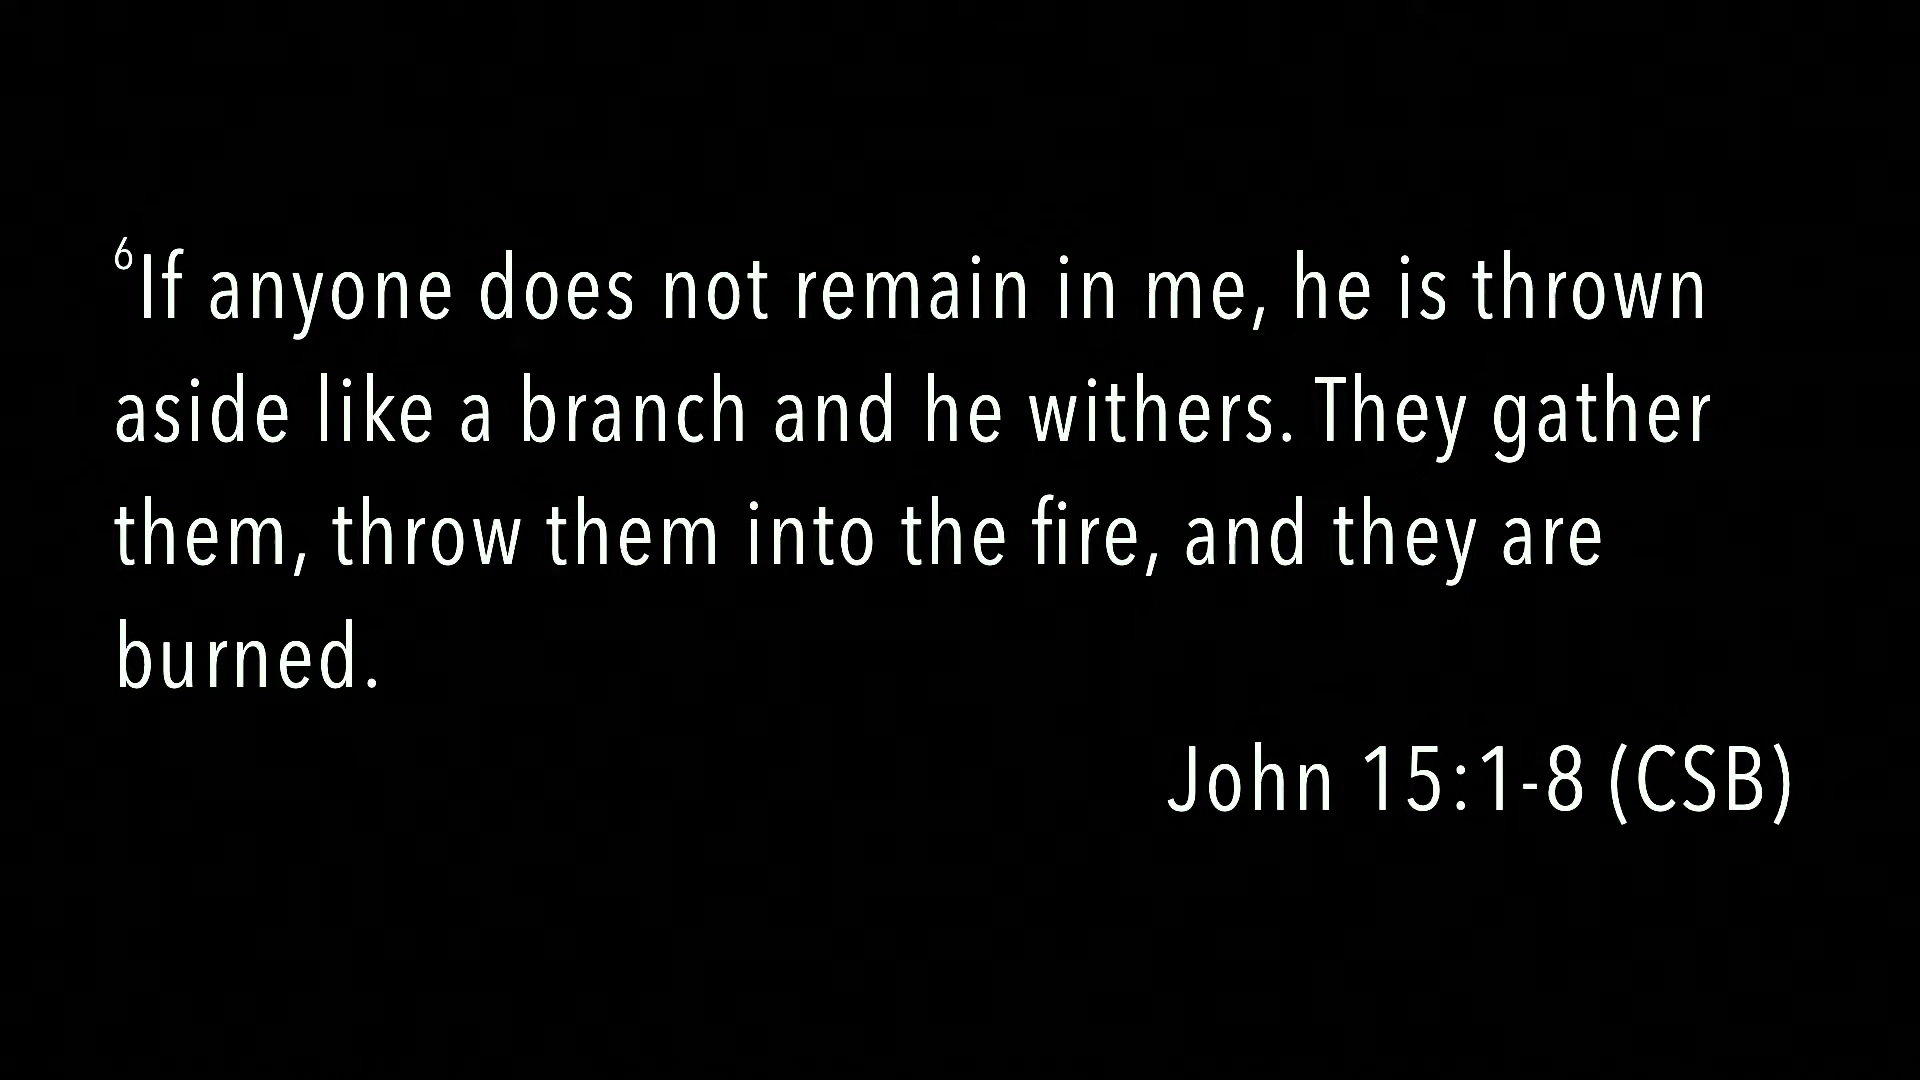 ⁶If anyone does not remain in me, he is thrown
aside like a branch and he withers. They gather
them, throw them into the fire, and they are
burned.
John 15:1-8 (CSB)